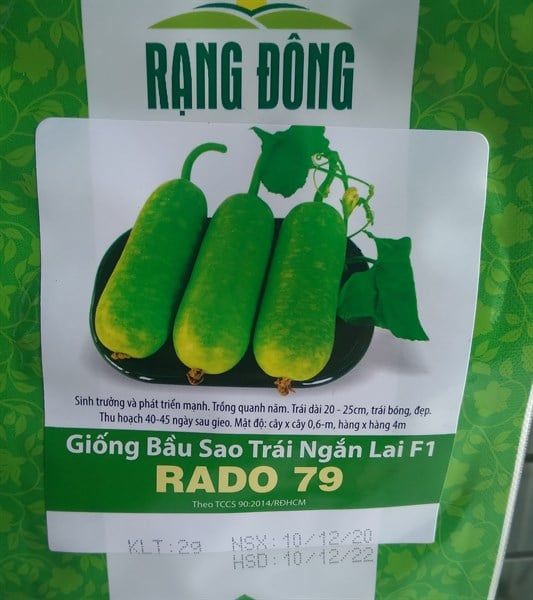 RẠNG ĐÔNG
Sinh trưởng và phát triển mạnh. Trồng quanh năm. Trái dài 20 - 25cm, trái bóng, đẹp.
Thu hoạch 40-45 ngày sau gieo. Mật độ: cây x cây 0,6-m, hàng x hàng 4m
Giống Bầu Sao Trái Ngắn Lai F1
RADO 79
Theo TCCS 90:2014/RĐHCM
KLT:2g NSX:10/12/20
HSD:10/12/22